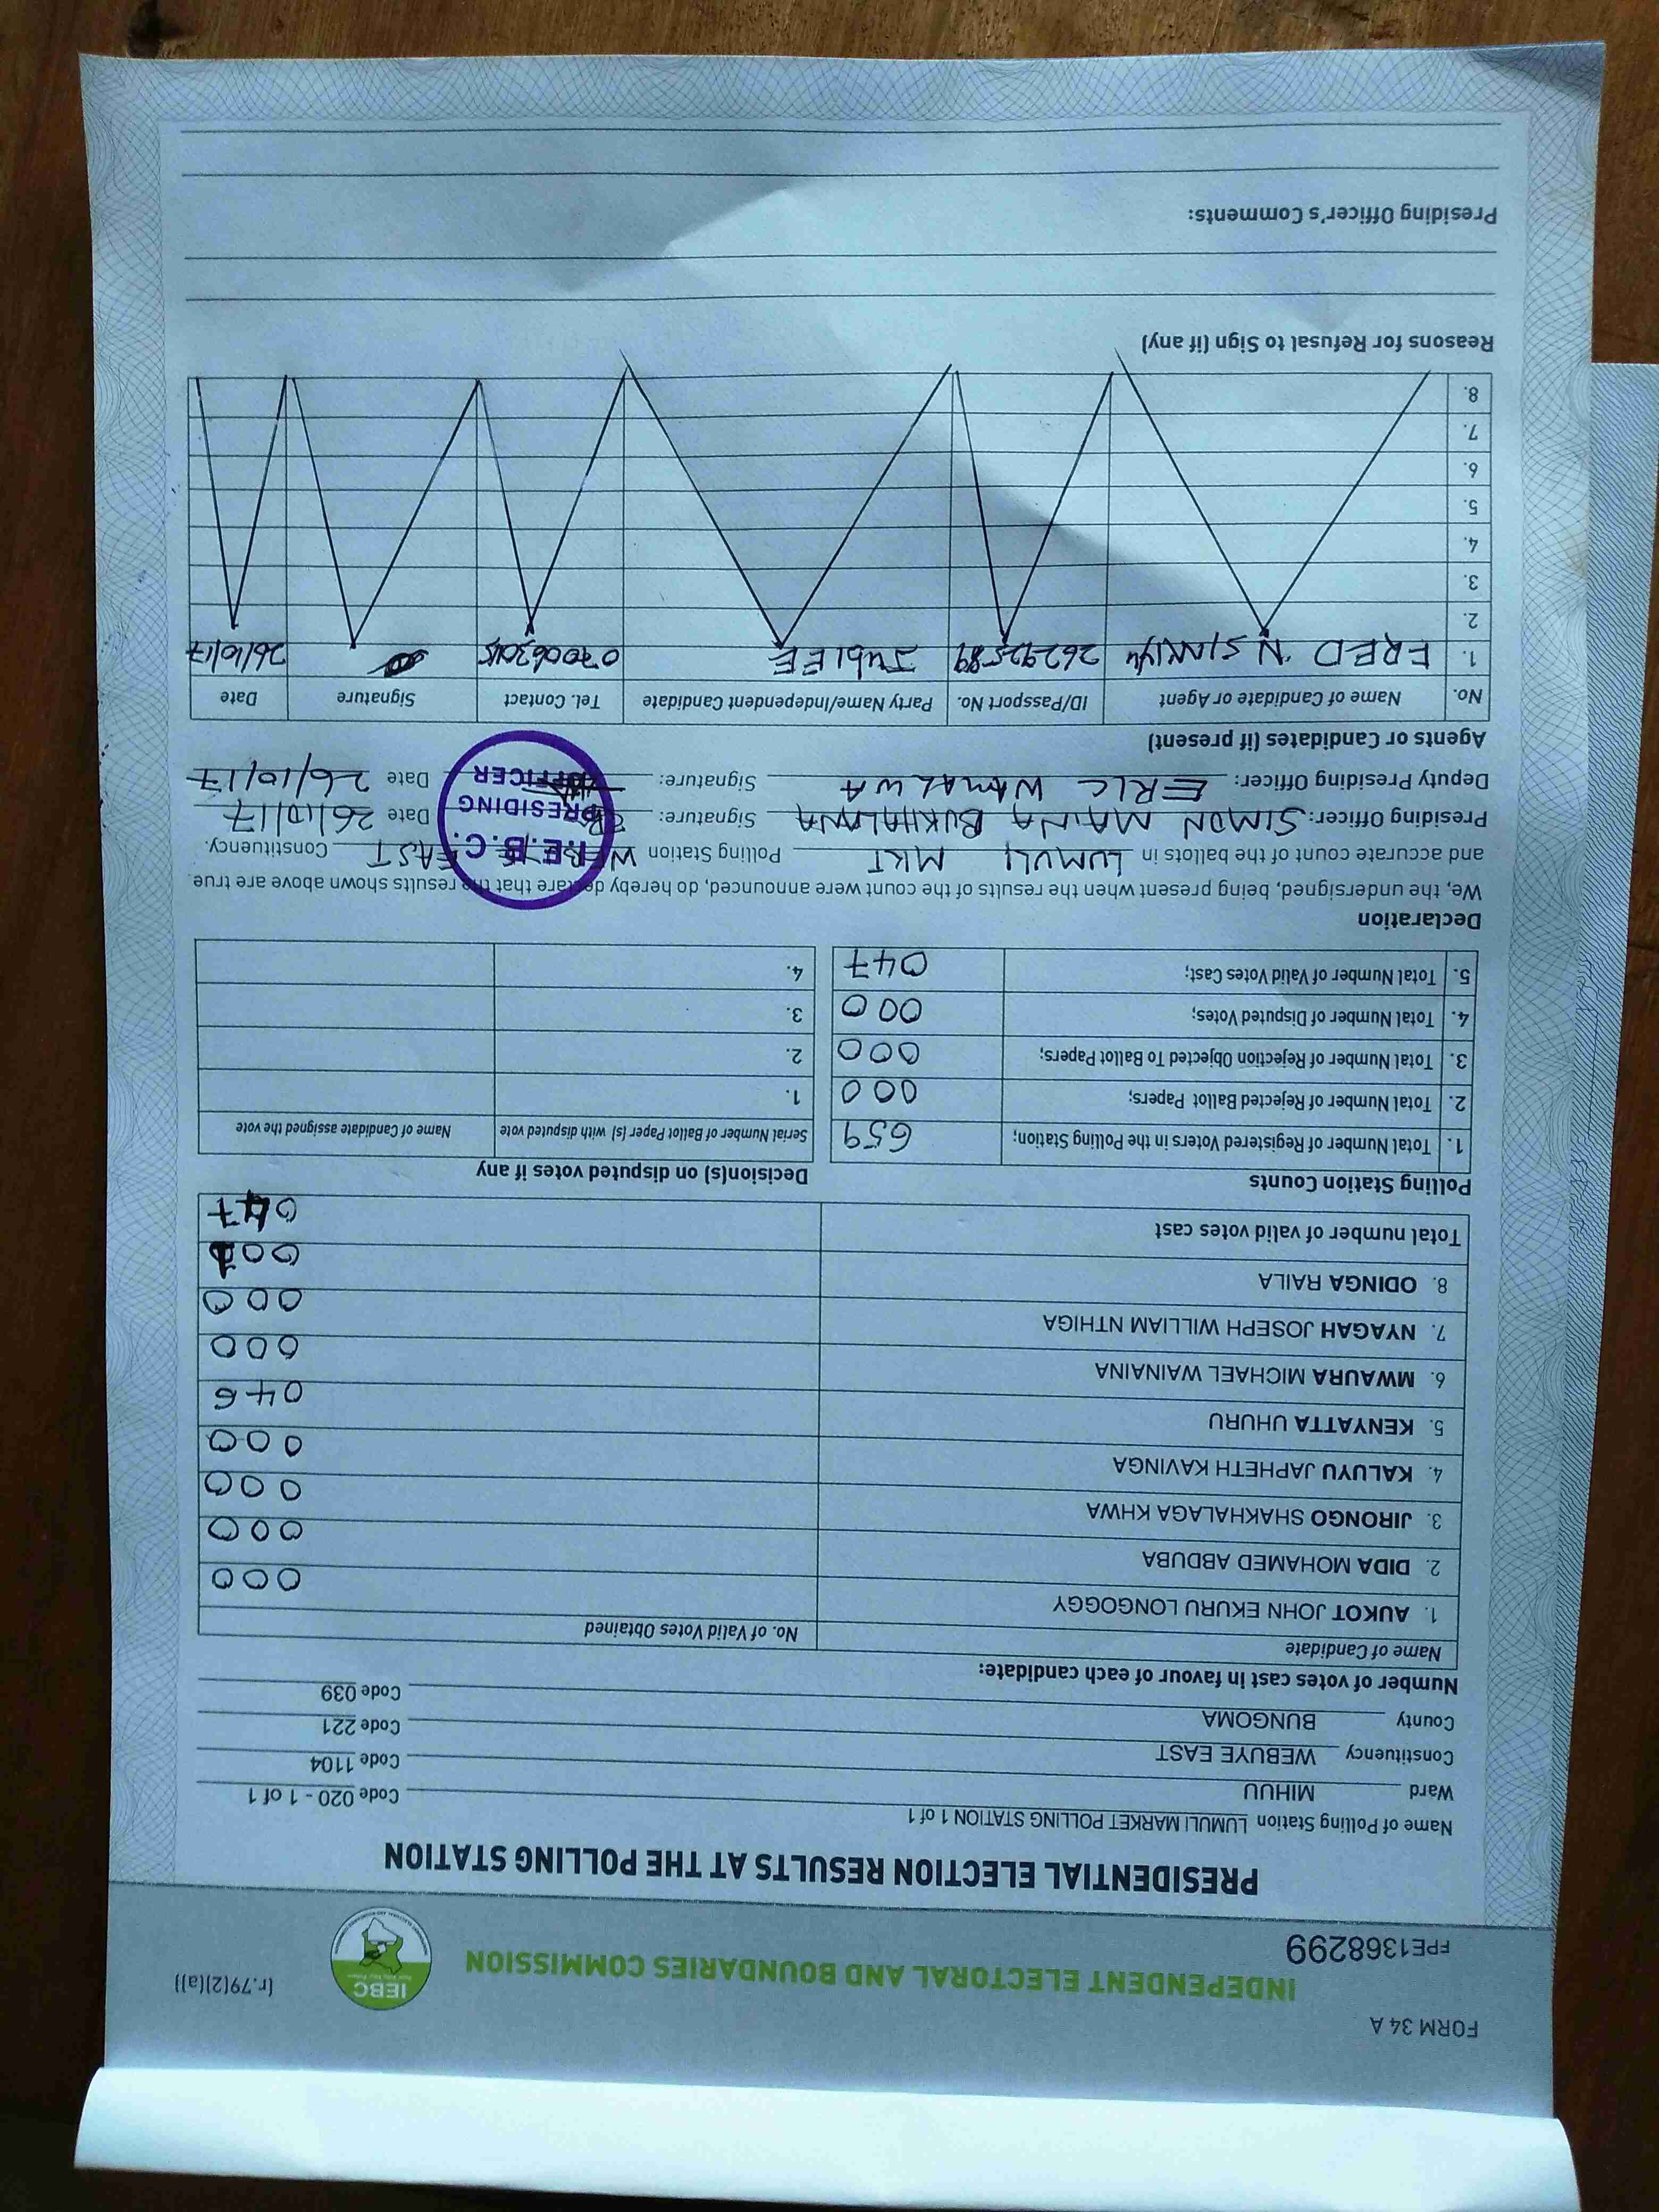 FORM 34 A
(r.79(2)(a))
INDEPENDENT ELECTORAL AND BOUNDARIES COMMISSION
IEBC
FPE1368299
PRESIDENTIAL ELECTION RESULTS AT THE POLLING STATION
Name of Polling Station LUMULI MARKET POLLING STATION 1 of 1 Code 020 - 1 of 1
Ward MIHUU Code 1104
Constituency WEBUYE EAST Code 221
County BUNGOMA Code 039
Number of votes cast in favour of each candidate:
Name of Candidate No. of Valid Votes Obtained
1. AUKOT JOHN EKURU LONGOGGY 000
2. DIDA MOHAMED ABDUBA 000
3. JIRONGO SHAKHALAGA KHWA 000
4. KALUYU JAPHETH KAVINGA 000
5. KENYATTA UHURU 046
6. MWAURA MICHAEL WAINAINA 000
7. NYAGAH JOSEPH WILLIAM NTHIGA 000
8. ODINGA RAILA 001
Total number of valid votes cast 047
Polling Station Counts
1. Total Number of Registered Voters in the Polling Station; 659
2. Total Number of Rejected Ballot Papers; 000
3. Total Number of Rejection Objected To Ballot Papers; 000
4. Total Number of Disputed Votes; 000
5. Total Number of Valid Votes Cast; 047
Decision(s) on disputed votes if any
Serial Number of Ballot Paper (s) with disputed vote Name of Candidate assigned the vote
1.
2.
3.
4.
Declaration
We, the undersigned, being present when the results of the count were announced, do hereby declare that the results shown above are true
and accurate count of the ballots in LUMULI MKT Polling Station WEBUYE EAST Constituency.
Presiding Officer: SIMON MAINA BUKHALANA Signature: Date 26/10/17
Deputy Presiding Officer: ERIC WAMALWA Signature: Date 26/10/17
I.E.B.C.
PRESIDING
OFFICER
Agents or Candidates (if present)
No. Name of Candidate or Agent ID/Passport No. Party Name/Independent Candidate Tel. Contact Signature Date
1. FRED N. 26292589 JUBLEE 26/10/17
2.
3.
4.
5.
6.
7.
8.
Reasons for Refusal to Sign (if any)
Presiding Officer's Comments: